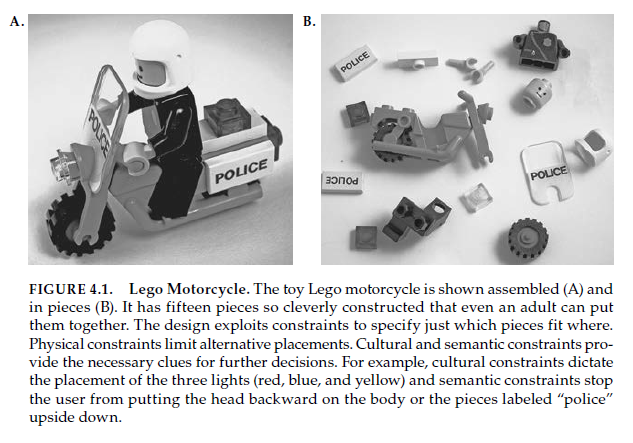 A.
B.
POLICE
POLICE
POLICE
POLICE
POLICE
FIGURE 4.1. Lego Motorcycle. The toy Lego motorcycle is shown assembled (A) and
in pieces (B). It has fifteen pieces so cleverly constructed that even an adult can put
them together. The design exploits constraints to specify just which pieces fit where.
Physical constraints limit alternative placements. Cultural and semantic constraints pro-
vide the necessary clues for further decisions. For example, cultural constraints dictate
the placement of the three lights (red, blue, and yellow) and semantic constraints stop
the user from putting the head backward on the body or the pieces labeled “police”
upside down.